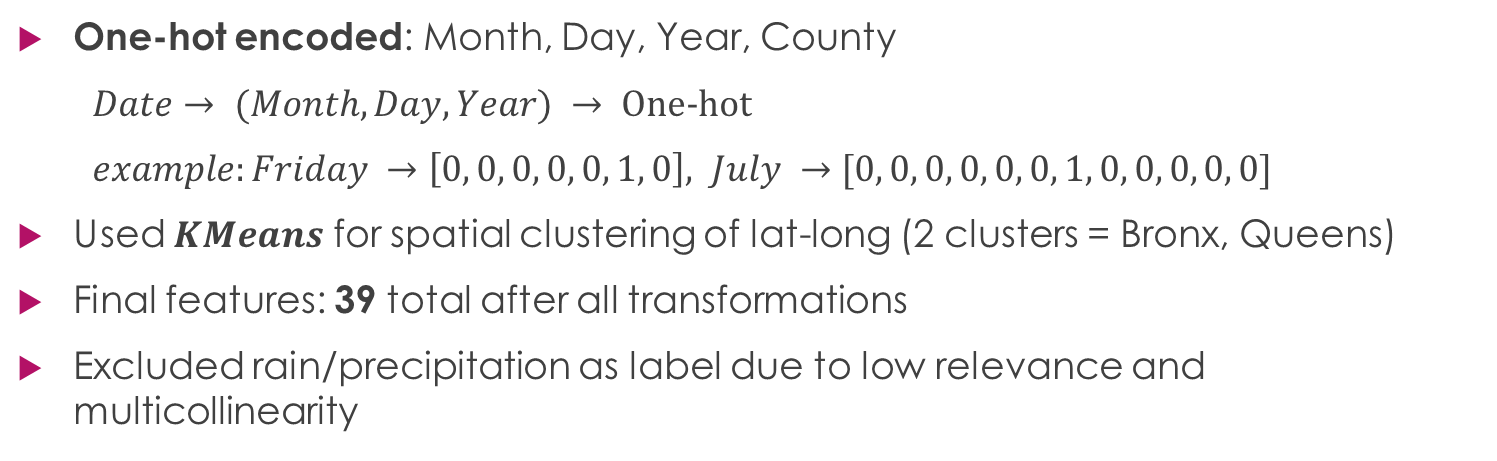 ▶ One-hot encoded: Month, Day, Year, County
Date → (Month, Day, Year) → One-hot
example: Friday → [0, 0, 0, 0, 0, 1, 0], July → [0, 0, 0, 0, 0, 0, 1, 0, 0, 0, 0, 0]
▶ Used KMeans for spatial clustering of lat-long (2 clusters = Bronx, Queens)
▶ Final features: 39 total after all transformations
▶ Excluded rain/precipitation as label due to low relevance and
multicollinearity